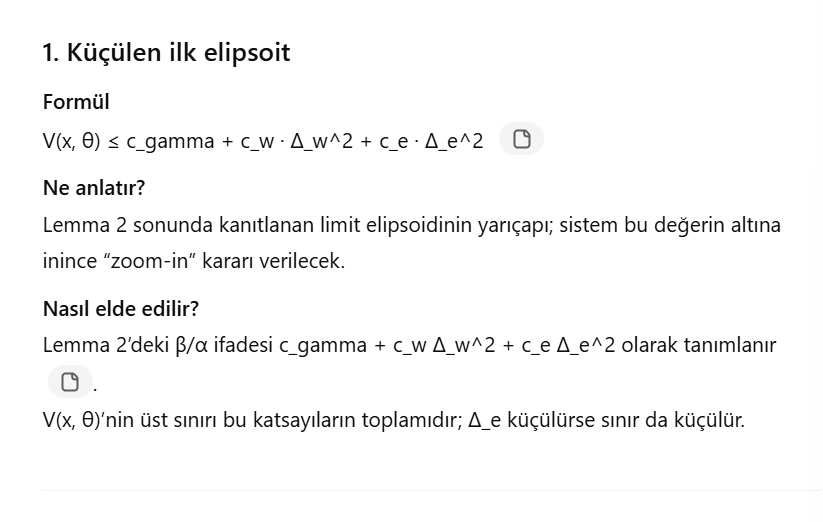 1. Küçülen ilk elipsoit
Formül
V(x, θ) ≤ c_gamma + c_w · Δ_w^2 + c_e · Δ_e^2
Ne anlatır?
Lemma 2 sonunda kanıtlanan limit elipsoidinin yarıçapı; sistem bu değerin altına
inince “zoom-in” kararı verilecek.
Nasıl elde edilir?
Lemma 2’deki β/α ifadesi c_gamma + c_w Δ_w^2 + c_e Δ_e^2 olarak tanımlanır
.
V(x, θ)’nin üst sınırı bu katsayıların toplamıdır; Δ_e küçülürse sınır da küçülür.